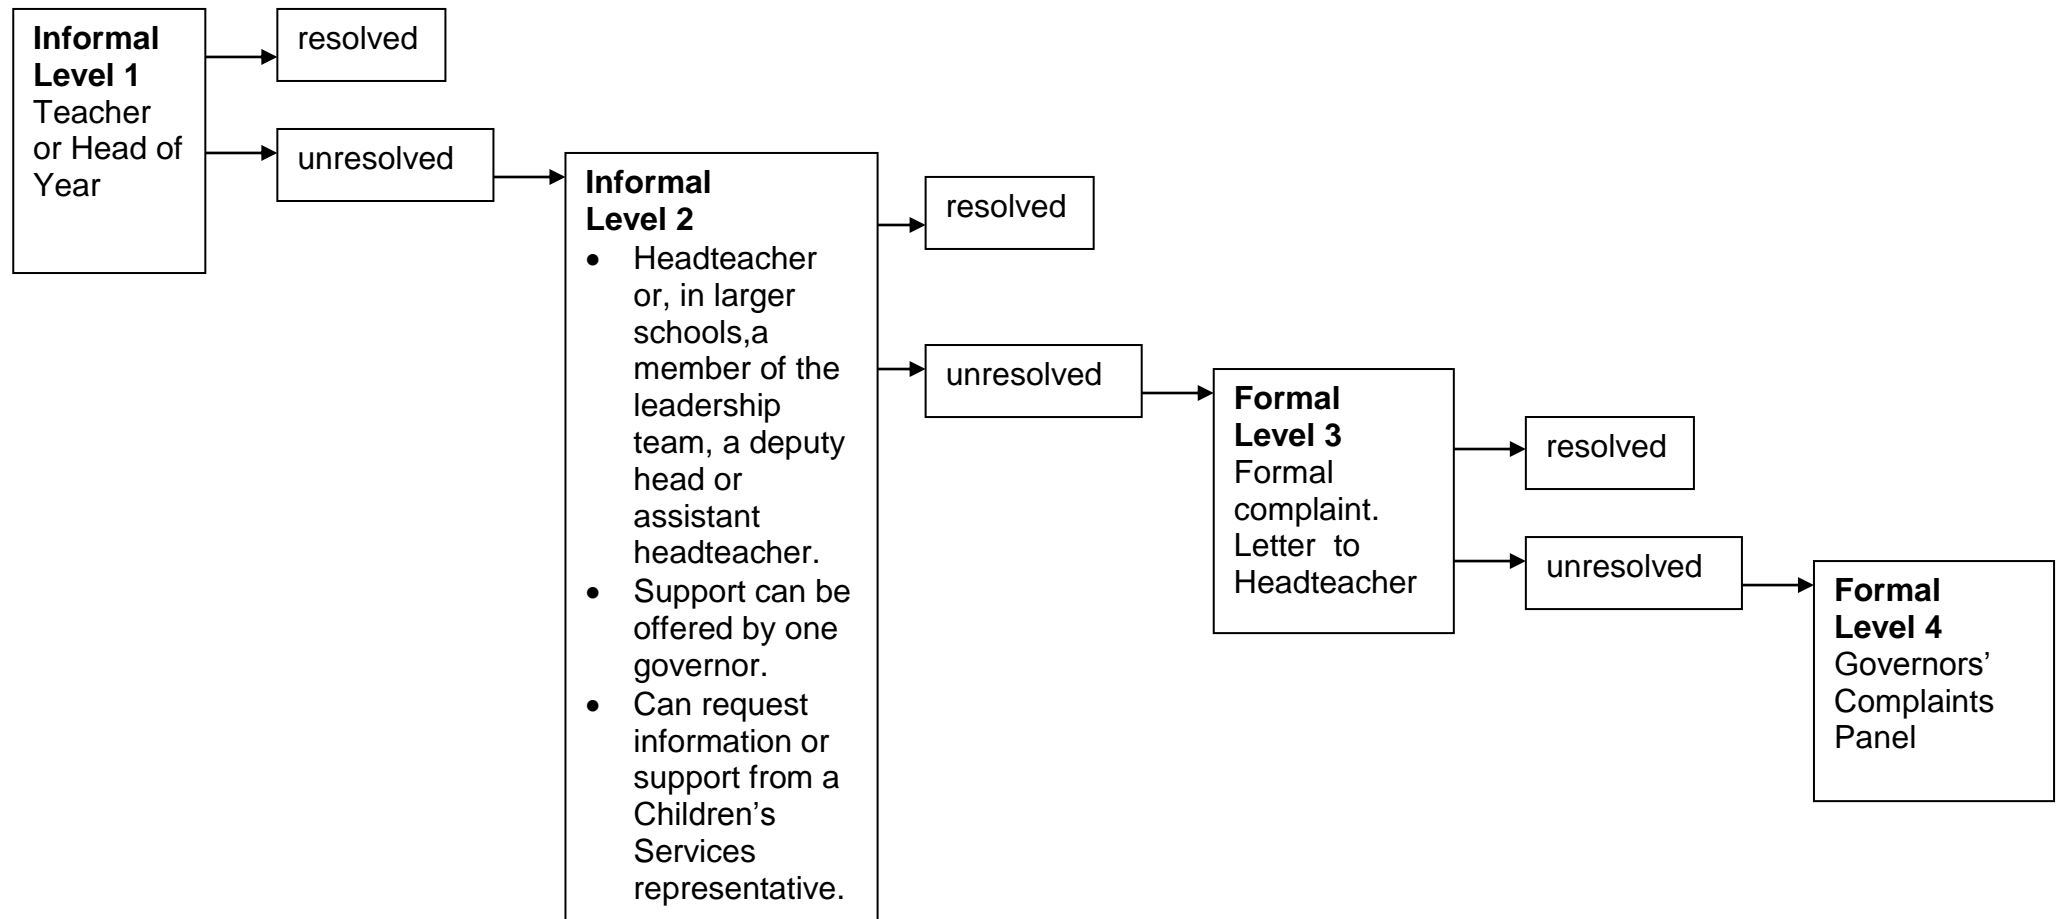 Informal
Level 1
Teacher
or Head of
Year
resolved
unresolved
Informal
Level 2
• Headteacher
or, in larger
schools,a
member of the
leadership
team, a deputy
head or
assistant
headteacher.
• Support can be
offered by one
governor.
• Can request
information or
support from a
Children’s
Services
representative.
resolved
unresolved
Formal
Level 3
Formal
complaint.
Letter  to
Headteacher
resolved
unresolved
Formal
Level 4
Governors’
Complaints
Panel